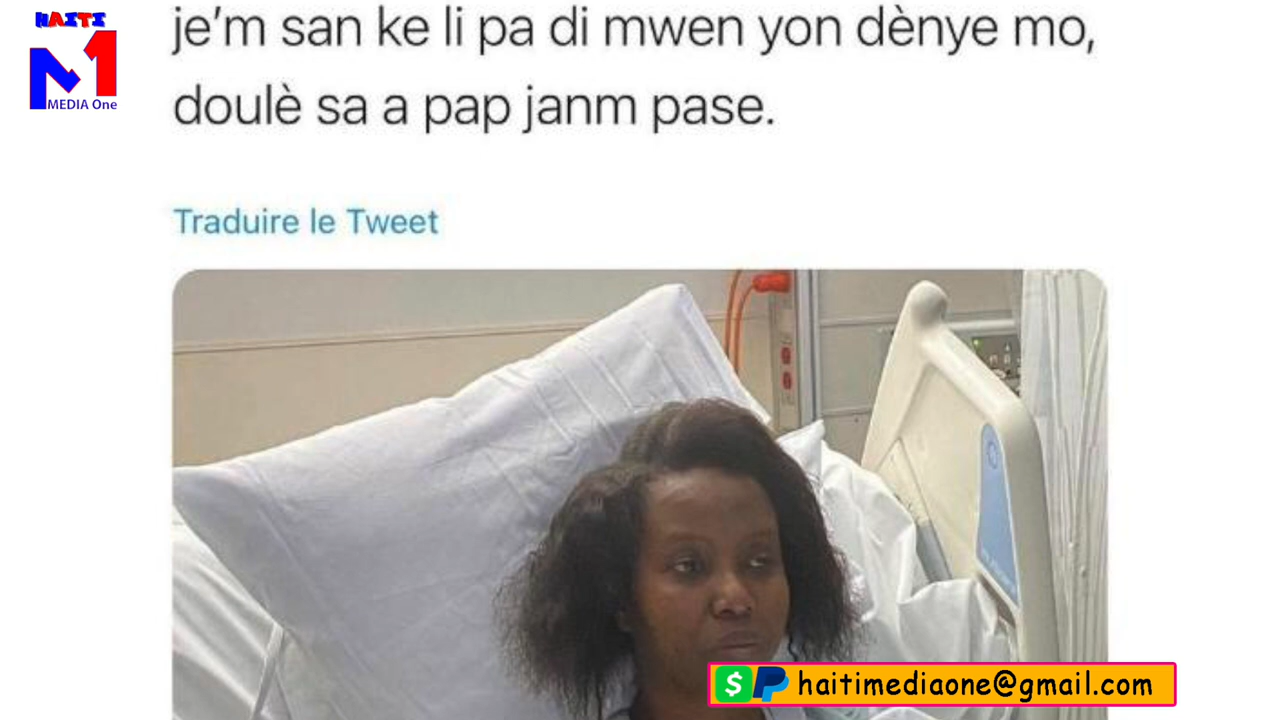 HAITI
MEDIA One
je'm san ke li pa di mwen yon dènye mo,
doulè sa a pap janm pase.
Traduire le Tweet
$ haitimediaone@gmail.com